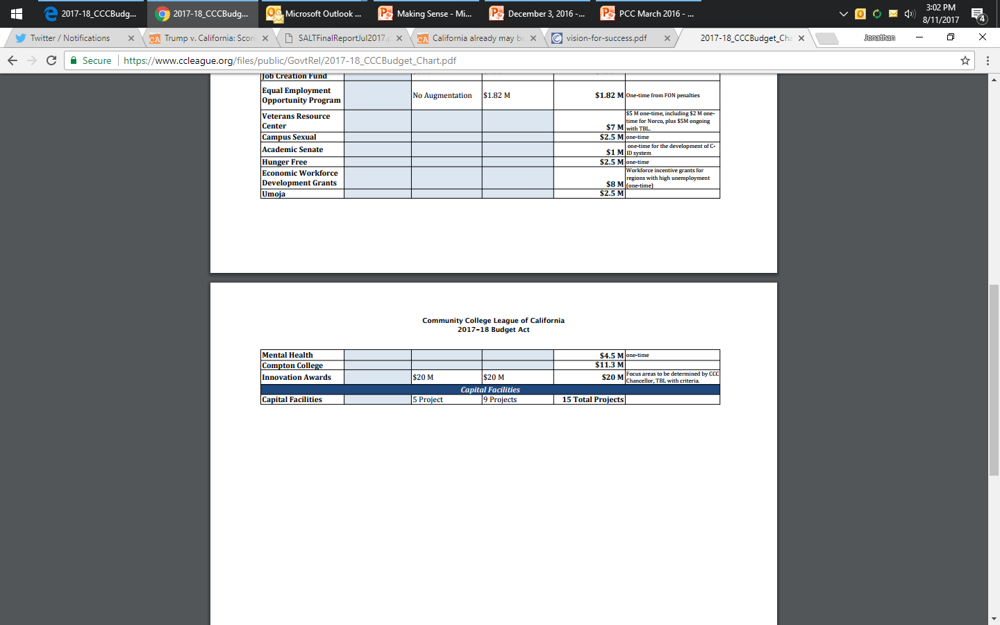 2017-18_CCCBudg...
2017-18_CCCBudg...
Microsoft Outlook ...
Making Sense - Mi...
December 3, 2016 -...
PCC March 2016 - ...
3:02 PM
8/11/2017
4
Twitter / Notifications
Trump v. California: Scor
SALTFinalReportJul2017.
California already may be
vision-for-success.pdf
2017-18_CCCBudget_Cha
Jonathan
Secure
https://www.ccleague.org/files/public/GovtRel/2017-18_CCCBudget_Chart.pdf
Job Creation Fund
Equal Employment
Opportunity Program
No Augmentation
$1.82 M
$1.82 M
One-time from FON penalties
Veterans Resource
Center
$7 M
$5 M one-time, including $2 M one-
time for Norco, plus $5M ongoing
with TBL.
Campus Sexual
$2.5 M
one-time
Academic Senate
$1 M
one-time for the development of C-
ID system
Hunger Free
$2.5 M
one-time
Economic Workforce
Development Grants
$8 M
Workforce incentive grants for
regions with high unemployment
(one-time)
Umoja
$2.5 M
Community College League of California
2017-18 Budget Act
Mental Health
$4.5 M
one-time
Compton College
$11.3 M
Innovation Awards
$20 M
$20 M
$20 M
Focus areas to be determined by CCC
Chancellor, TBL with criteria.
Capital Facilities
Capital Facilities
5 Project
9 Projects
15 Total Projects